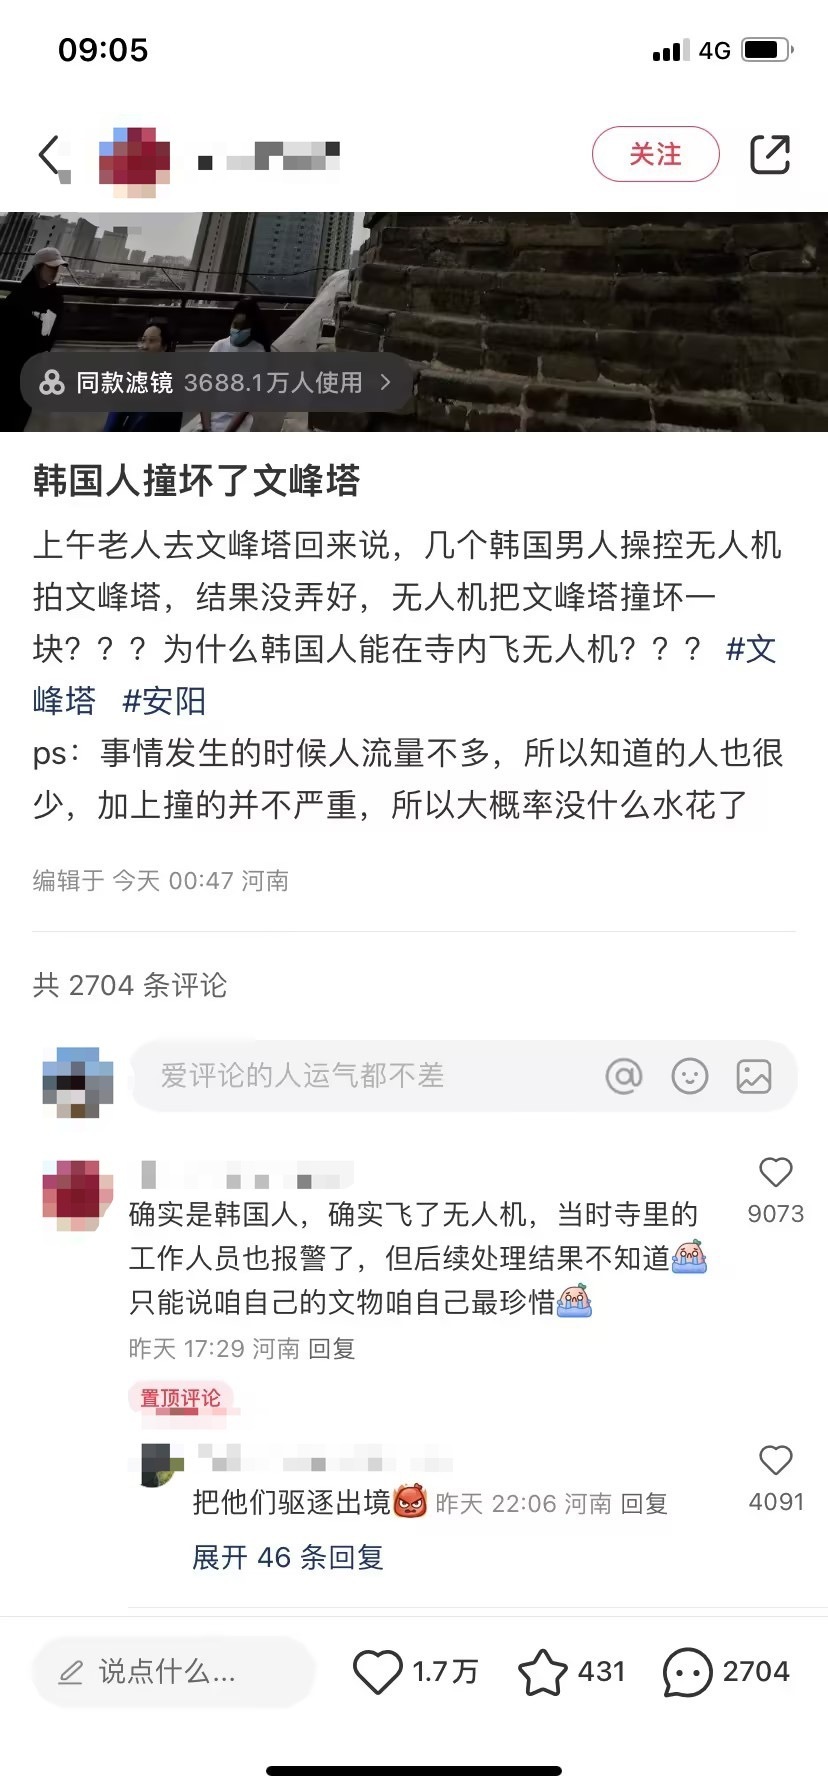 09:05
4G
关注
同款滤镜 3688.1万人使用
韩国人撞坏了文峰塔
上午老人去文峰塔回来说，几个韩国男人操控无人机
拍文峰塔，结果没弄好，无人机把文峰塔撞坏一
块？？？为什么韩国人能在寺内飞无人机？？？ #文
峰塔 #安阳
ps：事情发生的时候人流量不多，所以知道的人也很
少，加上撞的并不严重，所以大概率没什么水花了
编辑于 今天 00:47 河南
共 2704 条评论
爱评论的人运气都不差
确实是韩国人，确实飞了无人机，当时寺里的
工作人员也报警了，但后续处理结果不知道
只能说咱自己的文物咱自己最珍惜
9073
昨天 17:29 河南 回复
置顶评论
把他们驱逐出境 昨天 22:06 河南 回复
4091
展开 46 条回复
说点什么...
1.7万
431
2704